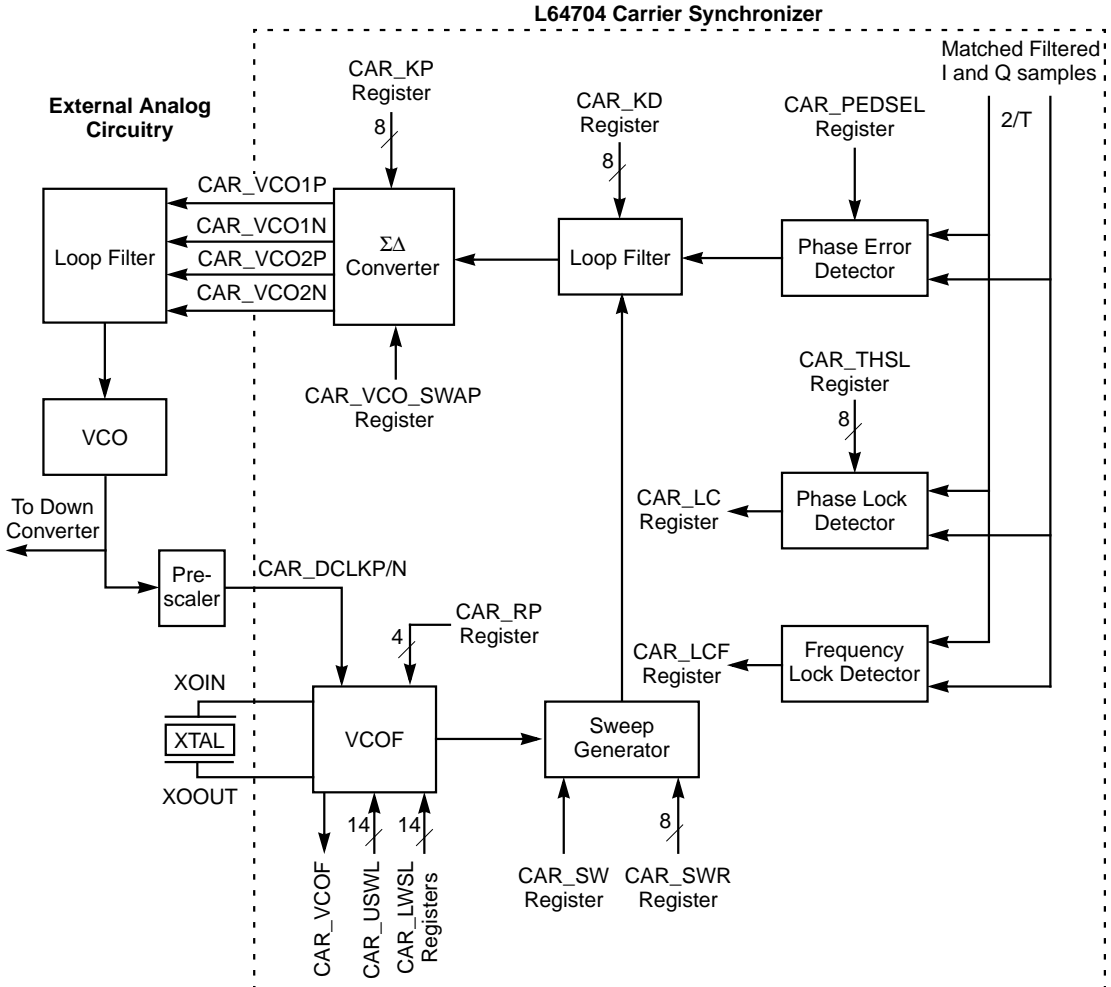 L64704 Carrier Synchronizer
Matched Filtered
I and Q samples
2/T
External Analog
Circuitry
CAR_KP
Register
8
CAR_KD
Register
8
CAR_PEDSEL
Register
CAR_VCO1P
CAR_VCO1N
CAR_VCO2P
CAR_VCO2N
Loop Filter
ΣΔ
Converter
Loop Filter
Phase Error
Detector
CAR_VCO_SWAP
Register
CAR_THSL
Register
8
VCO
To Down
Converter
CAR_LC
Register
Phase Lock
Detector
Pre-
scaler
CAR_DCLKP/N
CAR_RP
Register
4
CAR_LCF
Register
Frequency
Lock Detector
XOIN
XTAL
XOOUT
VCOF
Sweep
Generator
14
14
8
CAR_VCOF
CAR_USWL
CAR_LWSL
Registers
CAR_SW
Register
CAR_SWR
Register